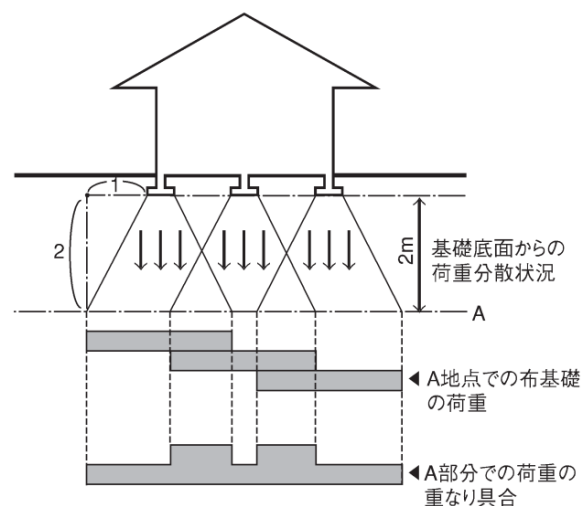 1
2
2m
基礎底面からの
荷重分散状況
A
◀A地点での布基礎
の荷重
◀A部分での荷重の
重なり具合